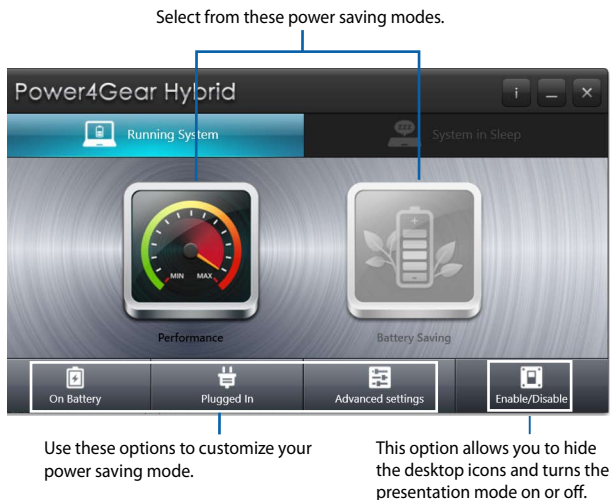 Select from these power saving modes.
Power4Gear Hybrid
i
Running System
zzz
System in Sleep
MIN MAX
Performance
Battery Saving
On Battery
Plugged In
Advanced settings
Enable/Disable
Use these options to customize your
power saving mode.
This option allows you to hide
the desktop icons and turns the
presentation mode on or off.